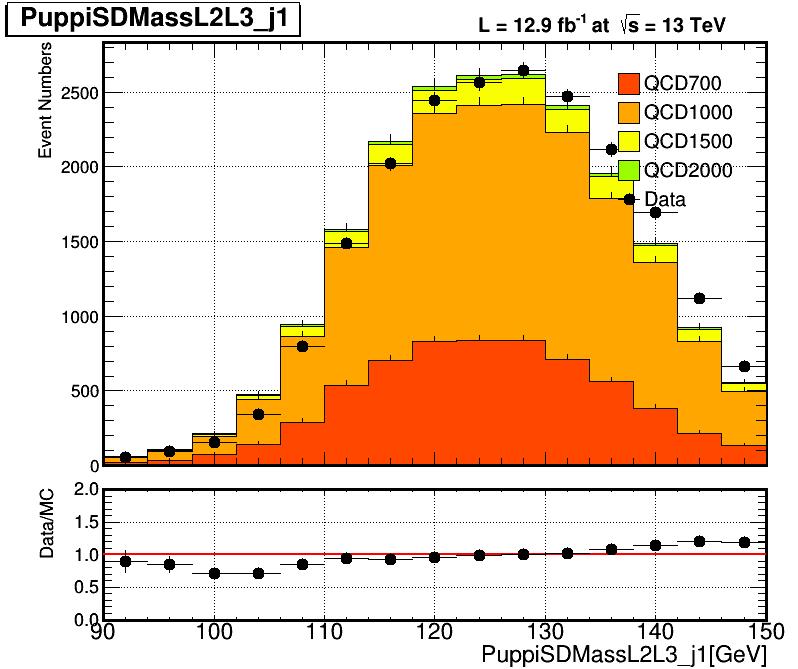 PuppiSDMassL2L3_j1
L = 12.9 fb⁻¹ at √s = 13 TeV
Event Numbers
2500
2000
1500
1000
500
0
QCD700
QCD1000
QCD1500
QCD2000
Data
Data/MC
2.0
1.5
1.0
0.5
0.0
90 100 110 120 130 140 150
PuppiSDMassL2L3_j1[GeV]